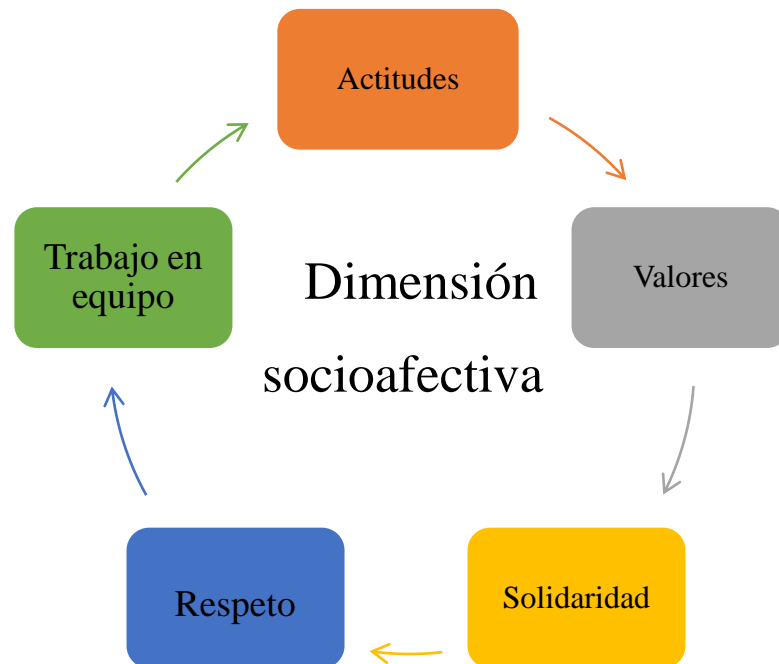 Actitudes
Trabajo en
equipo
Dimensión
socioafectiva
Valores
Respeto
Solidaridad